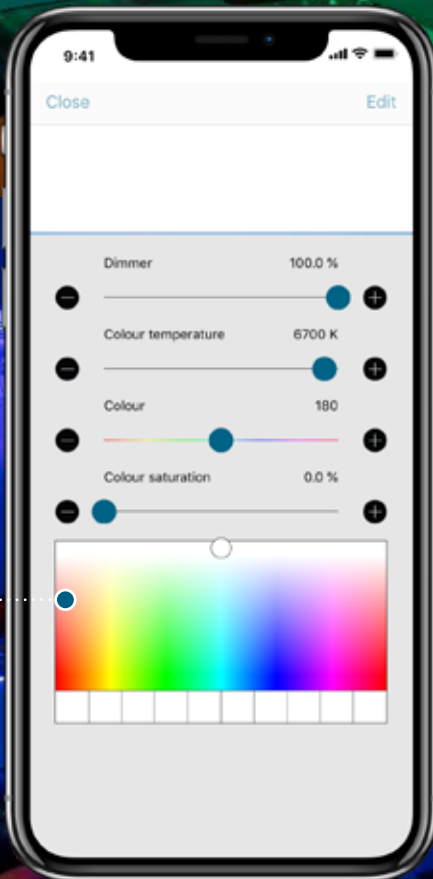 9:41
Close Edit
Dimmer 100.0 %
Colour temperature 6700 K
Colour 180
Colour saturation 0.0 %